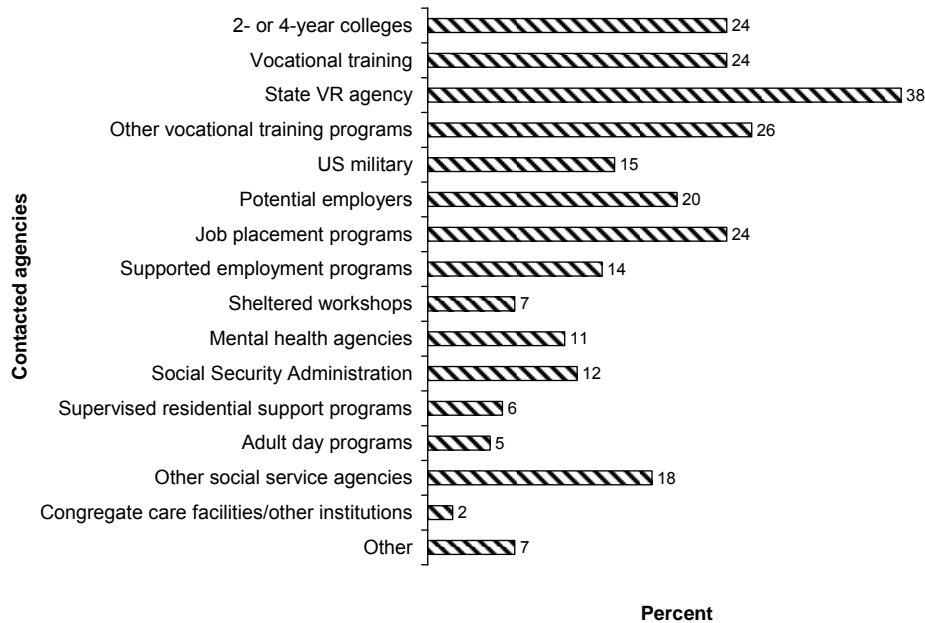 2- or 4-year colleges 24
Vocational training 24
State VR agency 38
Other vocational training programs 26
US military 15
Potential employers 20
Job placement programs 24
Supported employment programs 14
Sheltered workshops 7
Mental health agencies 11
Social Security Administration 12
Supervised residential support programs 6
Adult day programs 5
Other social service agencies 18
Congregate care facilities/other institutions 2
Other 7
Contacted agencies
Percent